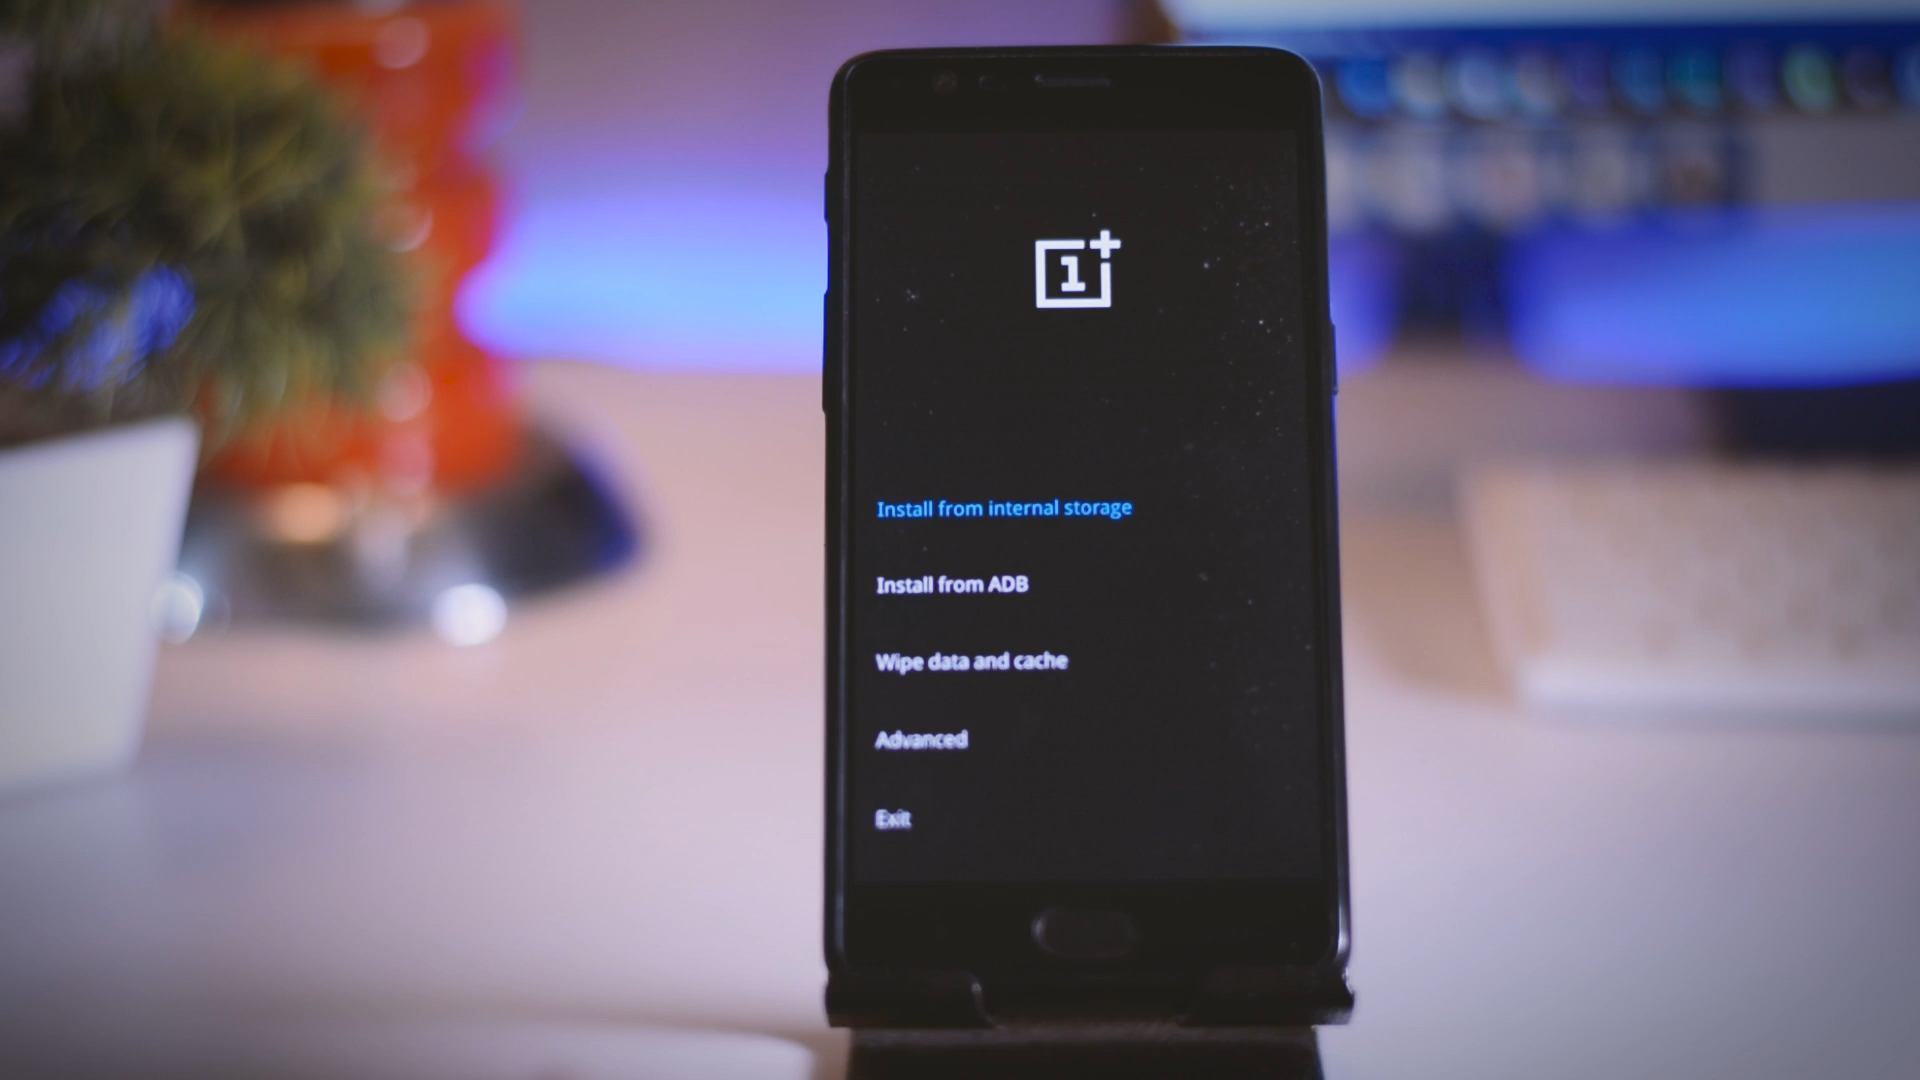 1+
Install from internal storage
Install from ADB
Wipe data and cache
Advanced
Exit